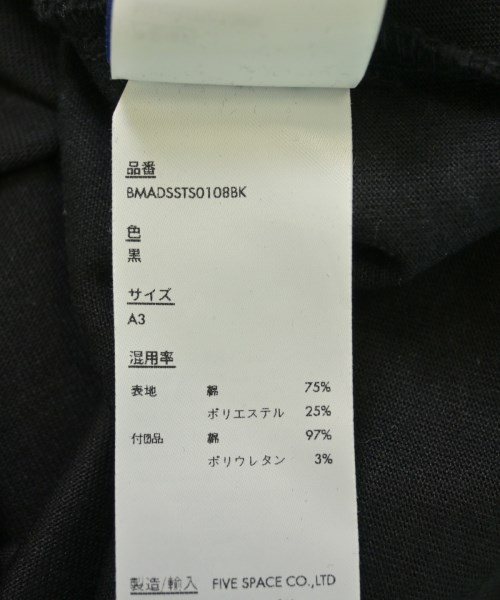 品番
BMADSSTS0108BK
色
黒
サイズ
A3
混用率
表地 綿 75%
ポリエステル 25%
付属品 綿 97%
ポリウレタン 3%
製造/輸入 FIVE SPACE CO.,LTD